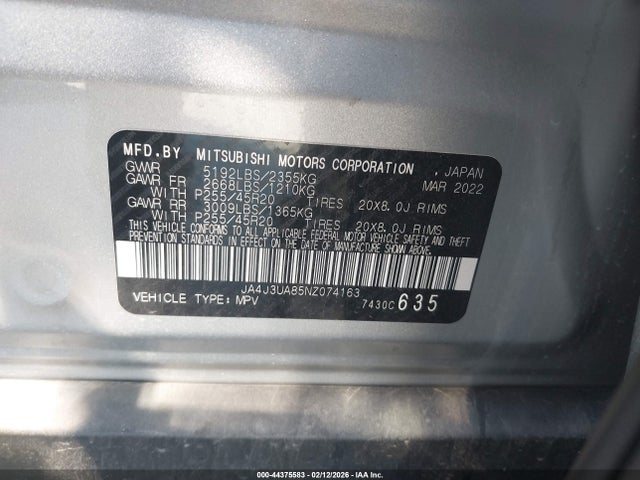 MFD.BY MITSUBISHI MOTORS CORPORATION , JAPAN
GVWR 5192LBS/2355KG MAR 2022
GAWR FR 2668LBS/1210KG
WITH P255/45R20 TIRES 20X8.0J RIMS
GAWR RR 3009LBS/1365KG
WITH P255/45R20 TIRES 20X8.0J RIMS
THIS VEHICLE CONFORMS TO ALL APPLICABLE FEDERAL MOTOR VEHICLE SAFETY AND THEFT
PREVENTION STANDARDS IN EFFECT ON THE DATE OF MANUFACTURE SHOWN ABOVE.
JA4J3UA85NZ074163
VEHICLE TYPE: MPV 7430C 635
00-44375583 - 02/12/2026 - IAA Inc.